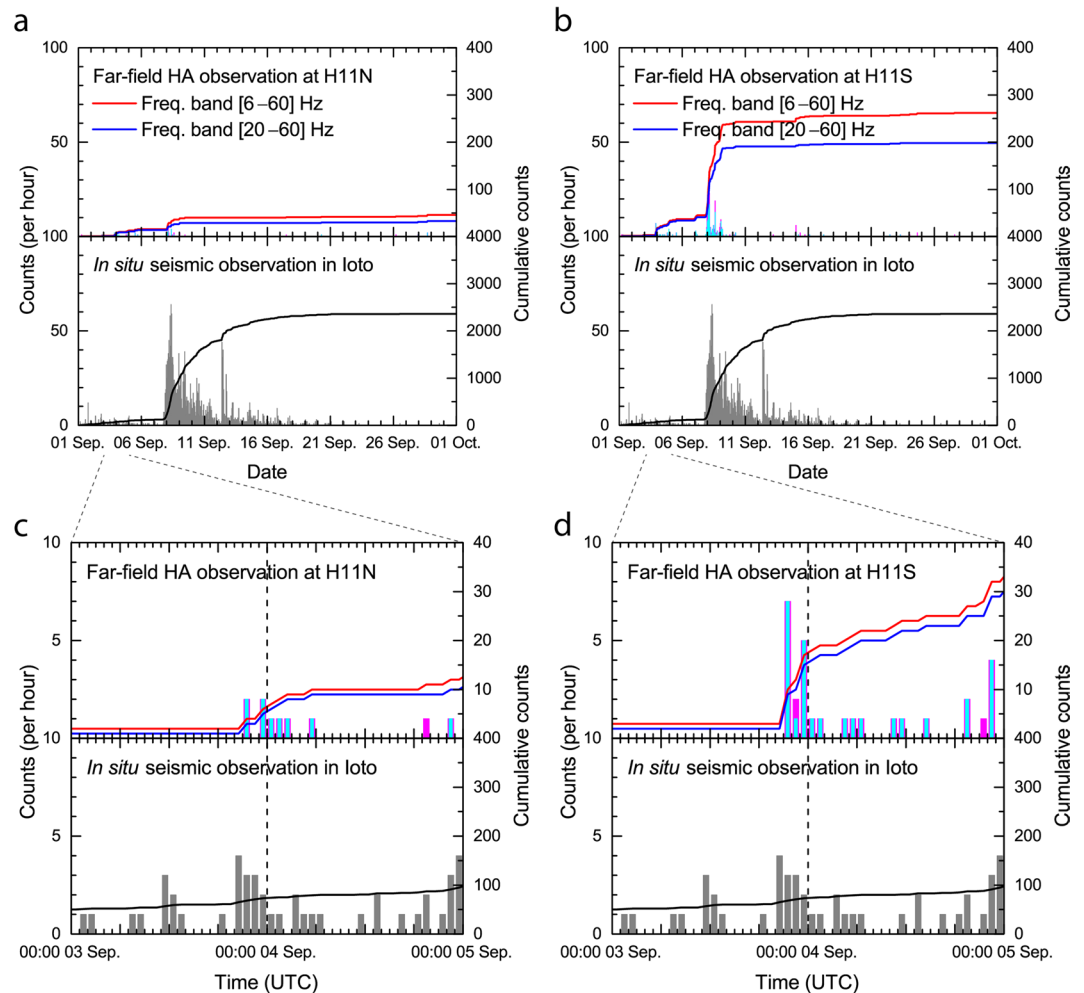 a
100
50
100
50
0
400
300
200
100
4000
3000
2000
1000
0
Far-field HA observation at H11N
Freq. band [6–60] Hz
Freq. band [20–60] Hz
In situ seismic observation in Ioto
Counts (per hour)
Cumulative counts
01 Sep. 06 Sep. 11 Sep. 16 Sep. 21 Sep. 26 Sep. 01 Oct.
Date
b
100
50
100
50
0
400
300
200
100
4000
3000
2000
1000
0
Far-field HA observation at H11S
Freq. band [6–60] Hz
Freq. band [20–60] Hz
In situ seismic observation in Ioto
Counts (per hour)
Cumulative counts
01 Sep. 06 Sep. 11 Sep. 16 Sep. 21 Sep. 26 Sep. 01 Oct.
Date
c
10
5
10
5
0
40
30
20
10
400
300
200
100
0
Far-field HA observation at H11N
In situ seismic observation in Ioto
Counts (per hour)
Cumulative counts
00:00 03 Sep. 00:00 04 Sep. 00:00 05 Sep.
Time (UTC)
d
10
5
10
5
0
40
30
20
10
400
300
200
100
0
Far-field HA observation at H11S
In situ seismic observation in Ioto
Counts (per hour)
Cumulative counts
00:00 03 Sep. 00:00 04 Sep. 00:00 05 Sep.
Time (UTC)